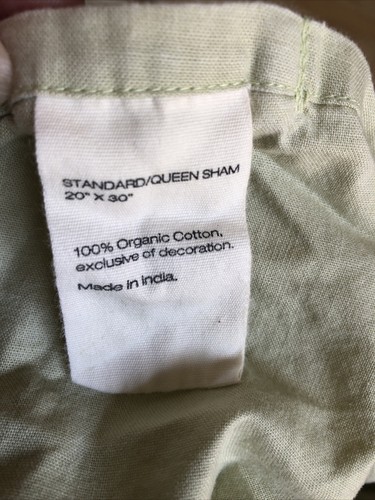 STANDARD/QUEEN SHAM
20" X 30"
100% Organic Cotton,
exclusive of decoration.
Made in India.